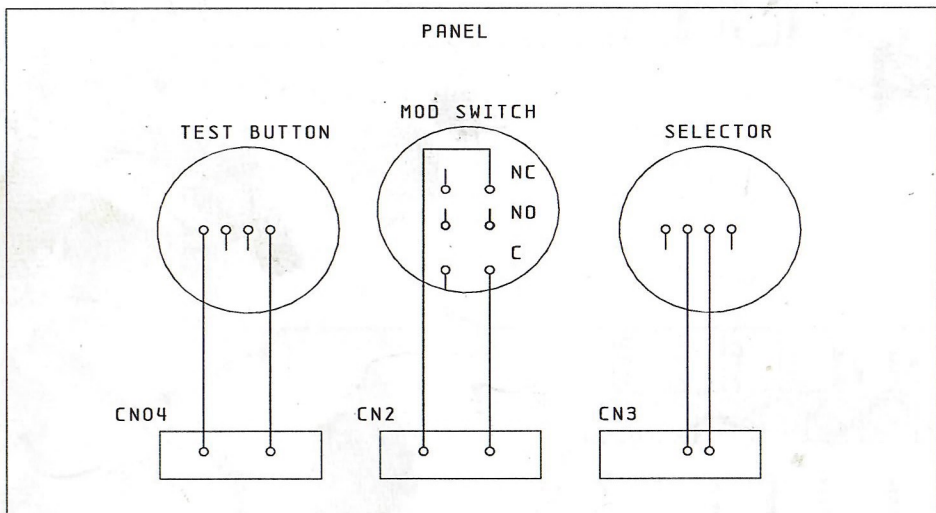 PANEL
MOD SWITCH
TEST BUTTON
SELECTOR
NC
NO
C
CN04
CN2
CN3